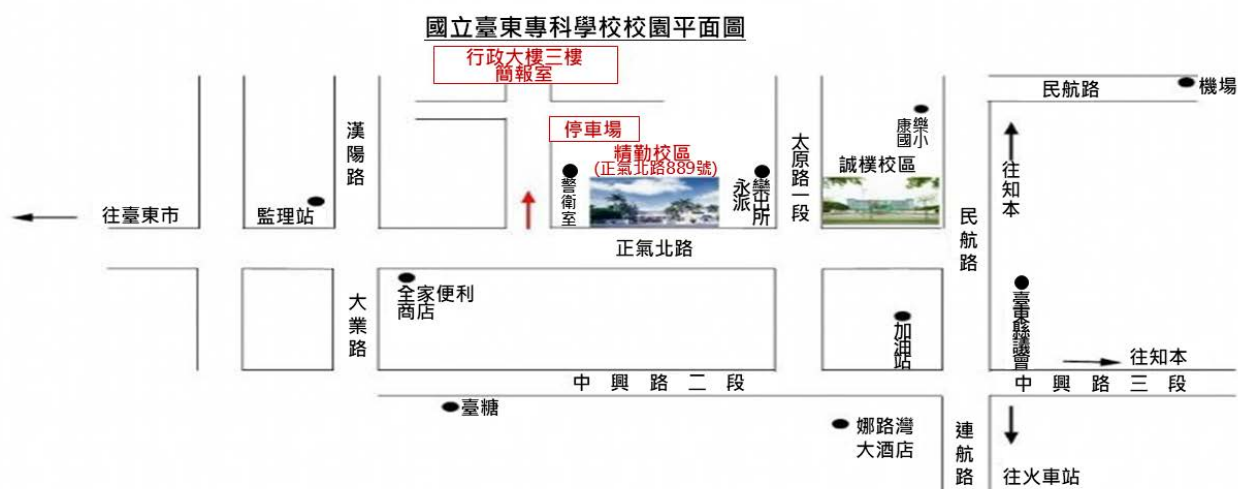 國立臺東專科學校校園平面圖
行政大樓三樓
簡報室
停車場
精勤校區
(正氣北路889號)
警衛室
永派
欒出所
太原路一段
康國
樂小
誠樸校區
民航路
機場
往知本
漢陽路
監理站
往臺東市
正氣北路
民航路
全家便利
商店
大業路
加油站
臺東縣議會
往知本
中興路二段
中興路三段
臺糖
娜路灣
大酒店
連航路
往火車站